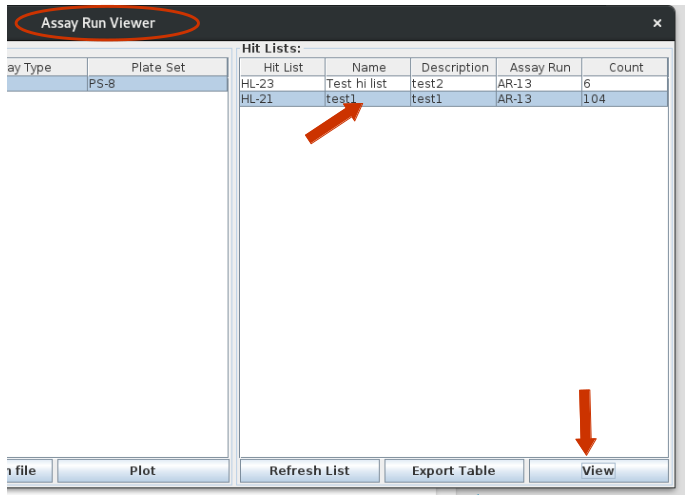 Assay Run Viewer ×
Hit Lists:
ay Type Plate Set Hit List Name Description Assay Run Count
PS-8 HL-23 Test hi list test2 AR-13 6
HL-21 test1 test1 AR-13 104
file Plot Refresh List Export Table View